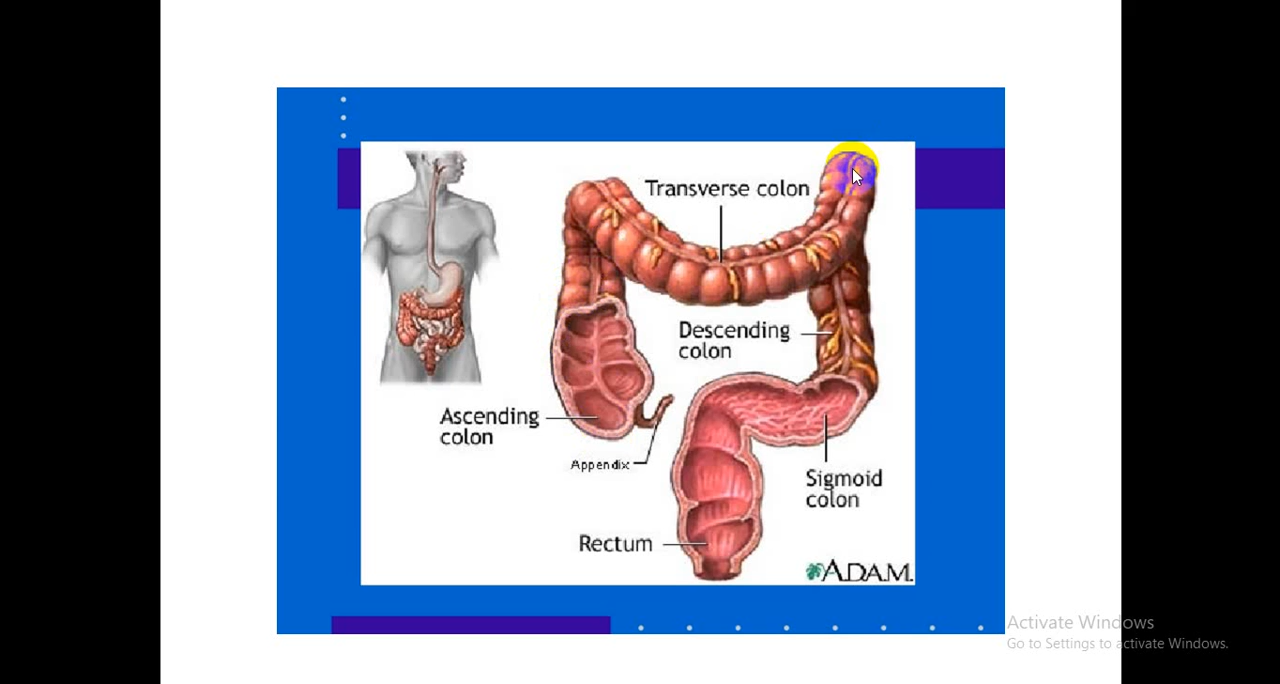 Transverse colon
Descending
colon
Ascending
colon
Appendix
Sigmoid
colon
Rectum
A.D.A.M.
Activate Windows
Go to Settings to activate Windows.